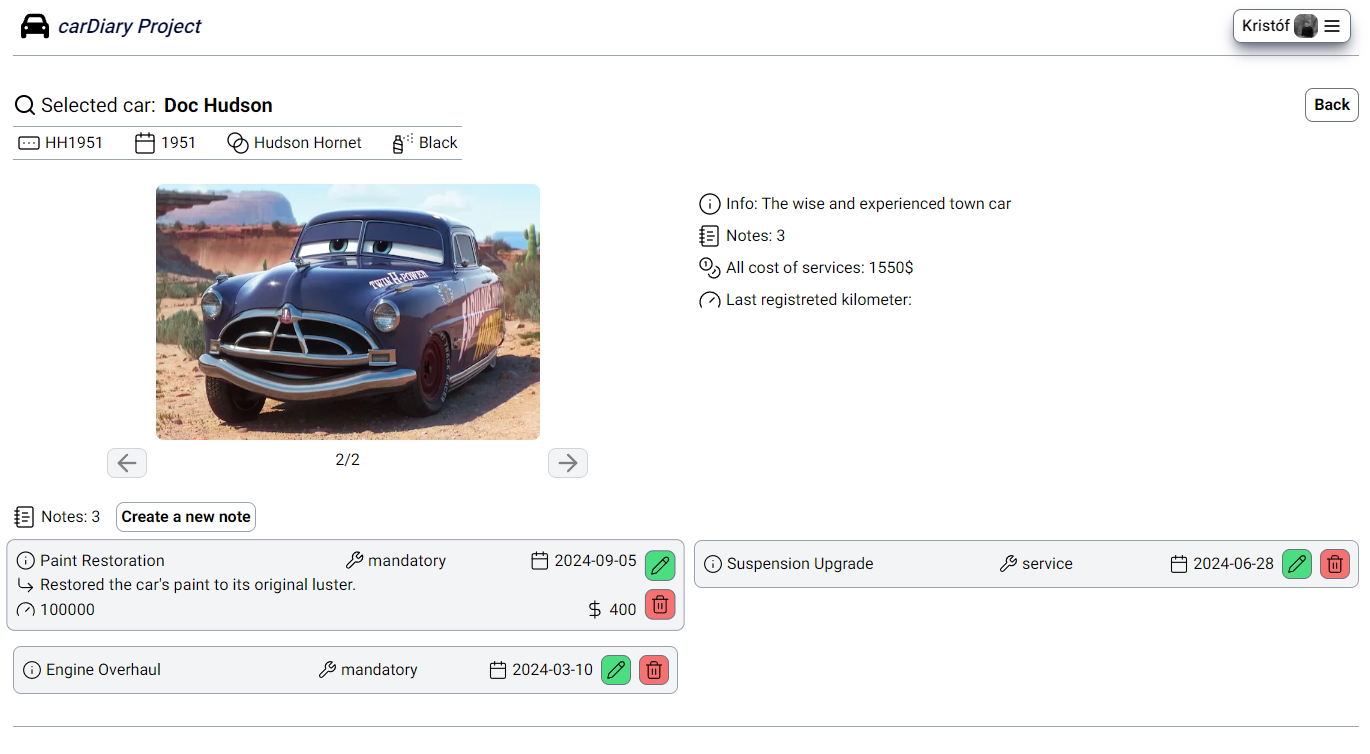 carDiary Project
Kristóf
Selected car: Doc Hudson
Back
HH1951 1951 Hudson Hornet Black
TWIN H-POWER
Info: The wise and experienced town car
Notes: 3
All cost of services: 1550$
Last registreted kilometer:
2/2
Notes: 3 Create a new note
Paint Restoration mandatory 2024-09-05
Restored the car's paint to its original luster.
100000 $ 400
Suspension Upgrade service 2024-06-28
Engine Overhaul mandatory 2024-03-10